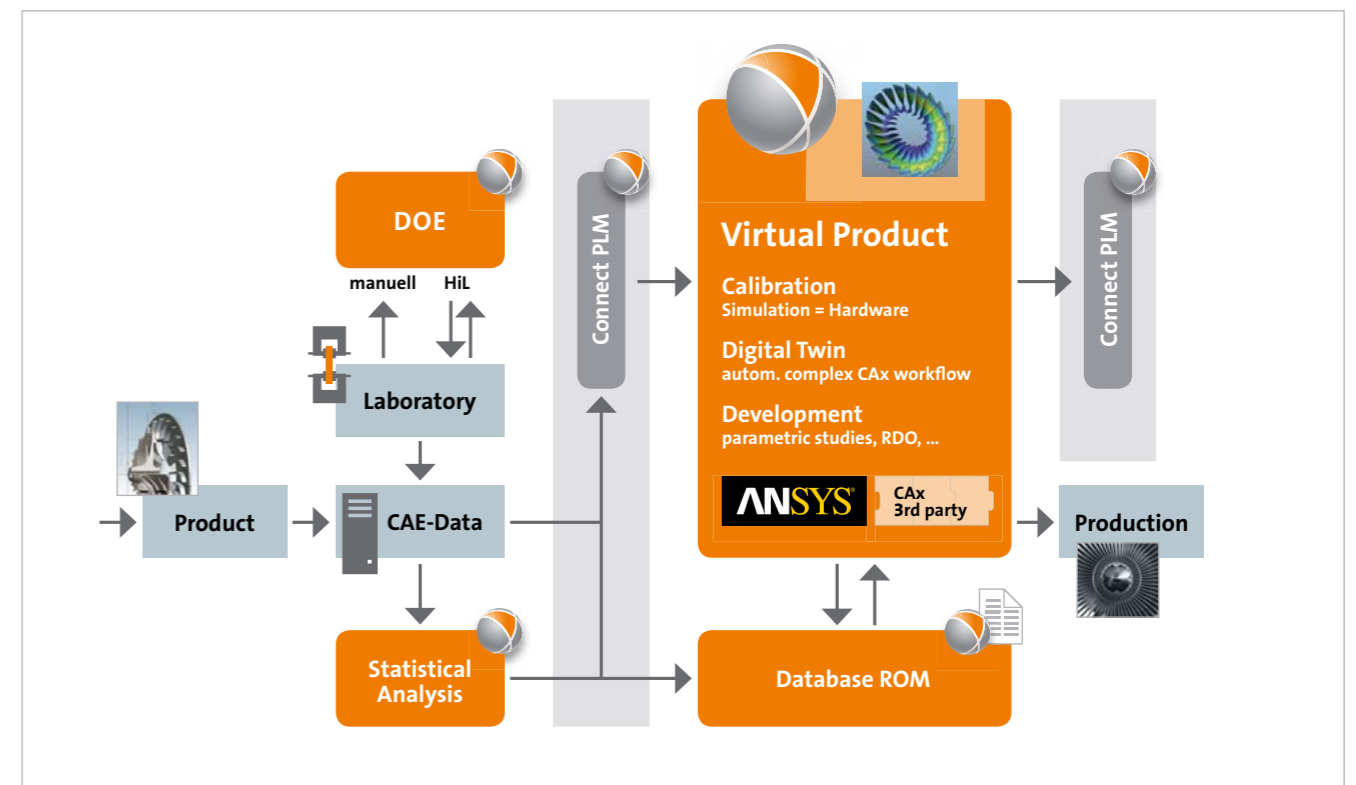 DOE
manuell HiL
Laboratory
Product
CAE-Data
Statistical
Analysis
Connect PLM
Virtual Product
Calibration
Simulation = Hardware
Digital Twin
autom. complex CAx workflow
Development
parametric studies, RDO, ...
ANSYS®
CAx
3rd party
Database ROM
Connect PLM
Production